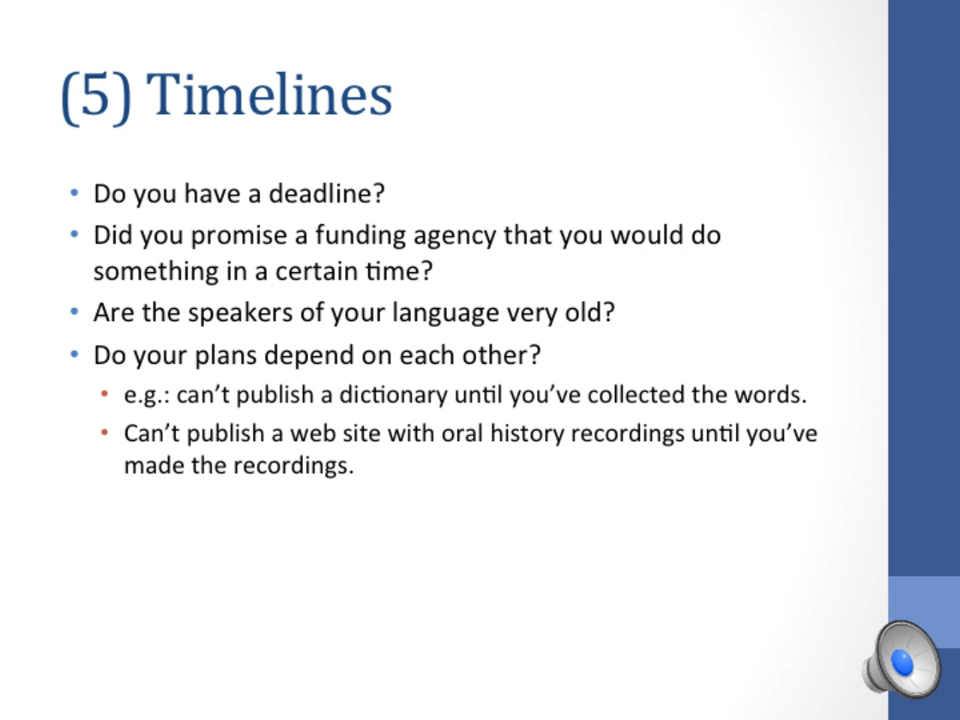 (5) Timelines
• Do you have a deadline?
• Did you promise a funding agency that you would do
something in a certain time?
• Are the speakers of your language very old?
• Do your plans depend on each other?
• e.g.: can’t publish a dictionary until you’ve collected the words.
• Can’t publish a web site with oral history recordings until you’ve
made the recordings.